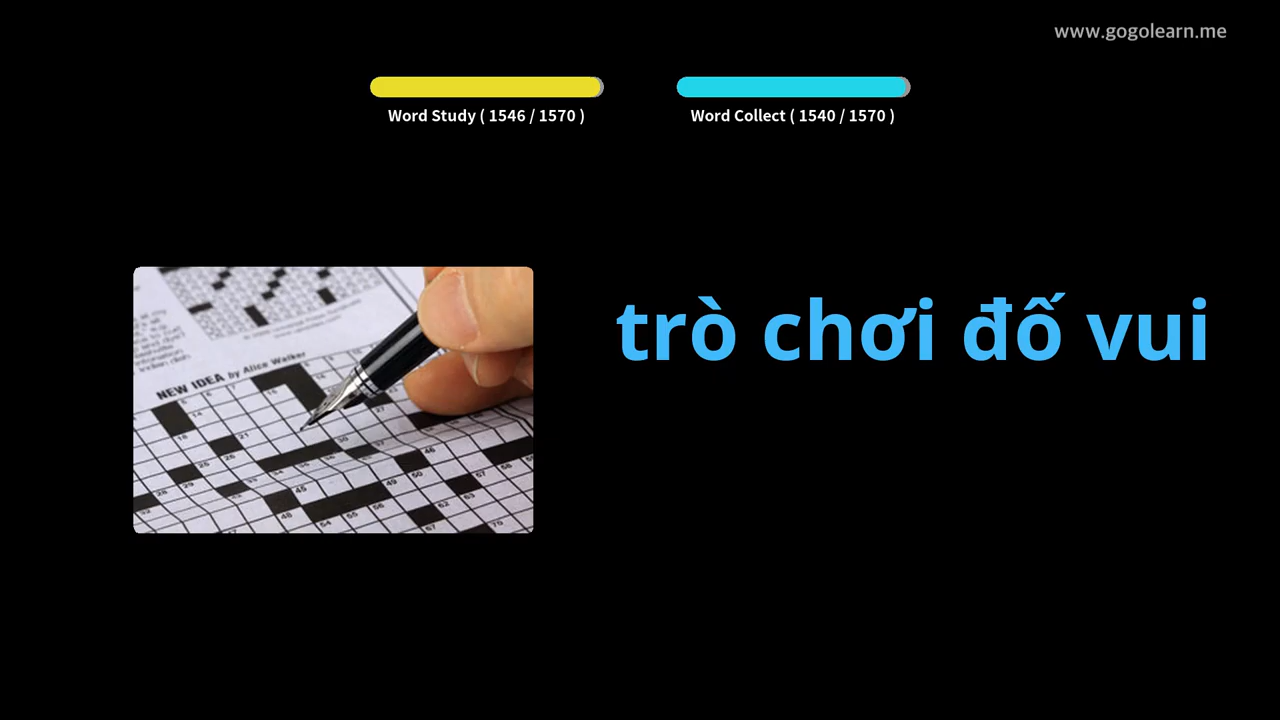 www.gogolearn.me
Word Study ( 1546 / 1570 )
Word Collect ( 1540 / 1570 )
trò chơi đố vui
NEW IDEA by Alice Walker